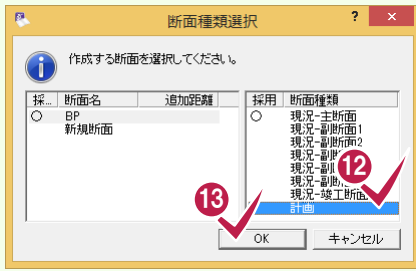 断面種類選択
? ×
作成する断面を選択してください。
採... 断面名 追加距離
○ BP
新規断面
採用 断面種類
○ 現況-主断面
現況-副断面1
現況-副断面2
現況-副断
現況-副
現況-副断
現況-竣工断面
計画
⑫
⑬
OK キャンセル